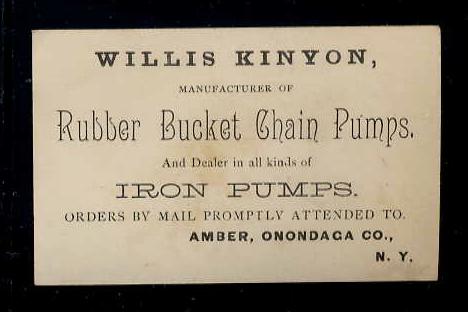 WILLIS KINYON,
MANUFACTURER OF
Rubber Bucket Chain Pumps.
And Dealer in all kinds of
IRON PUMPS.
ORDERS BY MAIL PROMPTLY ATTENDED TO.
AMBER, ONONDAGA CO.,
N. Y.